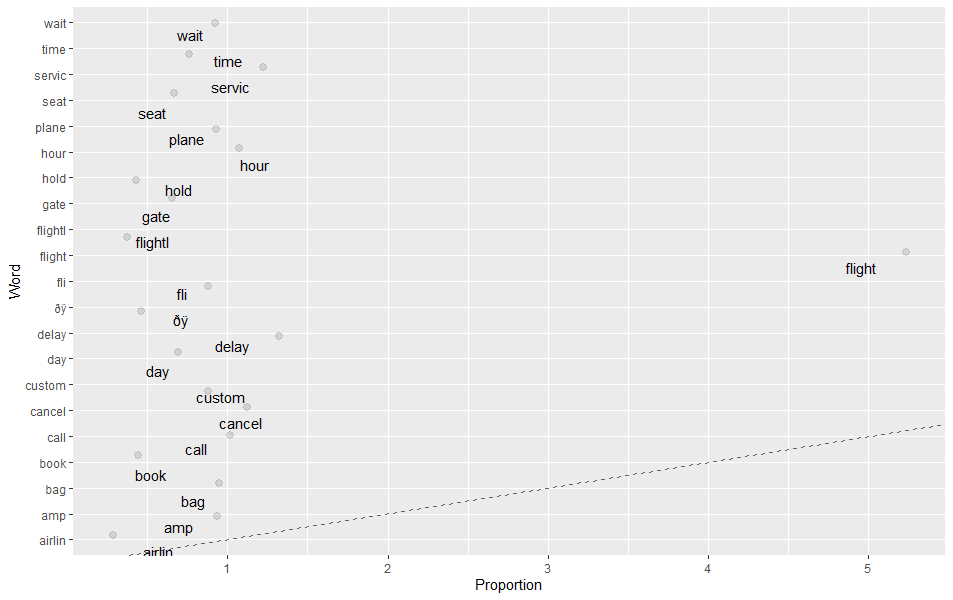 wait
time
servic
seat
plane
hour
hold
gate
flightl
flight
fli
ðÿ
delay
day
custom
cancel
call
book
bag
amp
airlin
Word
wait
time
servic
seat
plane
hour
hold
gate
flightl
flight
fli
ðÿ
delay
day
custom
cancel
call
book
bag
amp
airlin
1 2 3 4 5
Proportion